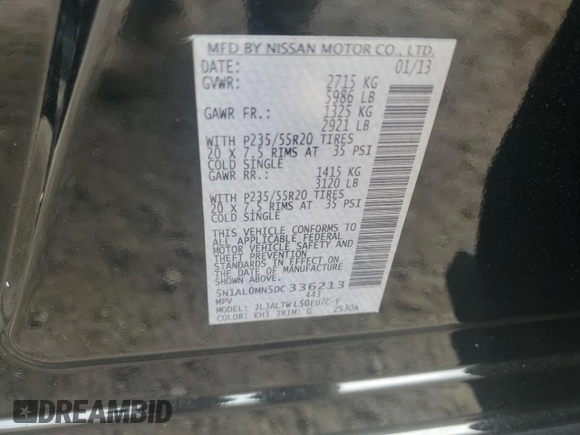 MFD BY NISSAN MOTOR CO., LTD.
DATE: 01/13
GVWR: 2715 KG
5986 LB
GAWR FR.: 1325 KG
2921 LB
WITH P235/55R20 TIRES
20 X 7.5 RIMS AT 35 PSI
COLD SINGLE
GAWR RR.: 1415 KG
3120 LB
WITH P235/55R20 TIRES
20 X 7.5 RIMS AT 35 PSI
COLD SINGLE
THIS VEHICLE CONFORMS TO
ALL APPLICABLE FEDERAL
MOTOR VEHICLE SAFETY AND
THEFT PREVENTION
STANDARDS IN EFFECT ON
THE DATE OF MANUFACTURE
SHOWN ABOVE.
5N1AL0MN5DC336213
MPV 443
MODEL: JLJALTWL50EU7C-F
COLOR: KH3 TRIM: G 2530A
DREAMBID